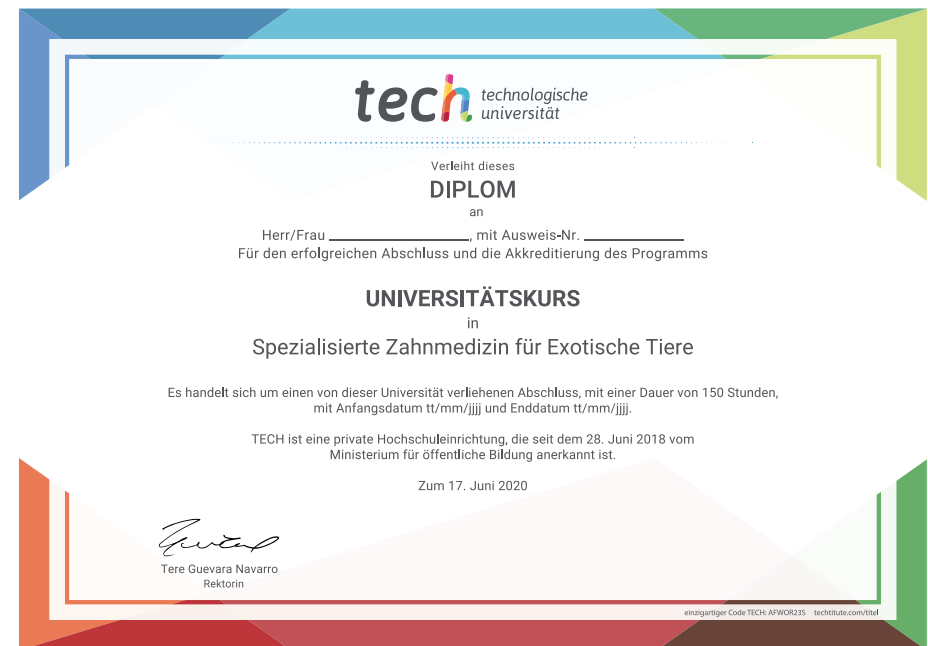 tech technologische
universität
Verleiht dieses
DIPLOM
an
Herr/Frau ____________________, mit Ausweis-Nr. ______________
Für den erfolgreichen Abschluss und die Akkreditierung des Programms
UNIVERSITÄTSKURS
in
Spezialisierte Zahnmedizin für Exotische Tiere
Es handelt sich um einen von dieser Universität verliehenen Abschluss, mit einer Dauer von 150 Stunden,
mit Anfangsdatum tt/mm/jjjj und Enddatum tt/mm/jjjj.
TECH ist eine private Hochschuleinrichtung, die seit dem 28. Juni 2018 vom
Ministerium für öffentliche Bildung anerkannt ist.
Zum 17. Juni 2020
Tere Guevara Navarro
Rektorin
einzigartiger Code TECH: AFWOR23S techtitute.com/titel